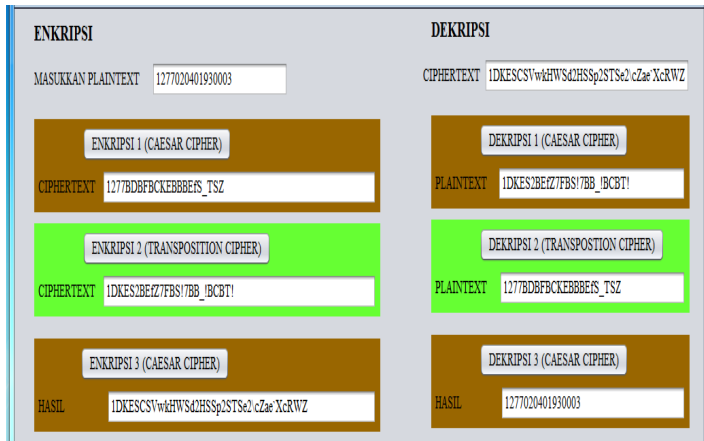 ENKRIPSI
MASUKKAN PLAINTEXT 1277020401930003
ENKRIPSI 1 (CAESAR CIPHER)
CIPHERTEXT 1277BDBFBCKEBBBEfS_TSZ
ENKRIPSI 2 (TRANSPOSITION CIPHER)
CIPHERTEXT 1DKES2BEfZ7FBS!7BB_!BCBT!
ENKRIPSI 3 (CAESAR CIPHER)
HASIL 1DKESCSVwkHWSd2HSSp2STSe2\cZae`XcRWZ
DEKRIPSI
CIPHERTEXT 1DKESCSVwkHWSd2HSSp2STSe2\cZae`XcRWZ
DEKRIPSI 1 (CAESAR CIPHER)
PLAINTEXT 1DKES2BEfZ7FBS!7BB_!BCBT!
DEKRIPSI 2 (TRANSPOSTION CIPHER)
PLAINTEXT 1277BDBFBCKEBBBEfS_TSZ
DEKRIPSI 3 (CAESAR CIPHER)
HASIL 1277020401930003